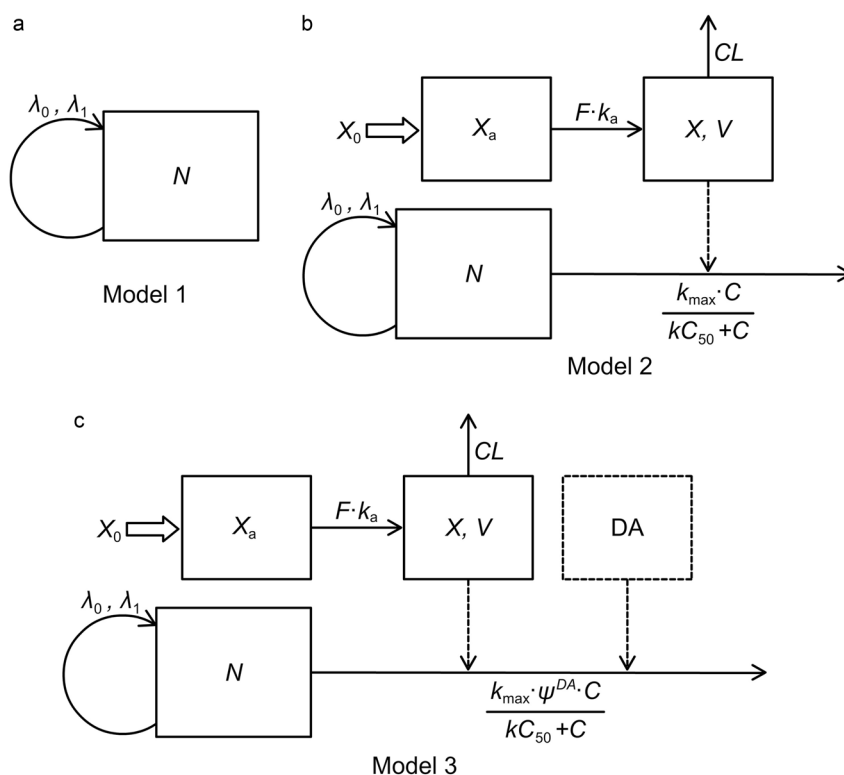 a
λ0 , λ1
N
Model 1
b
CL
X0
Xa
F·ka
X, V
λ0 , λ1
N
kmax·C
kC50 +C
Model 2
c
CL
X0
Xa
F·ka
X, V
DA
λ0 , λ1
N
kmax·ψ^DA·C
kC50 +C
Model 3